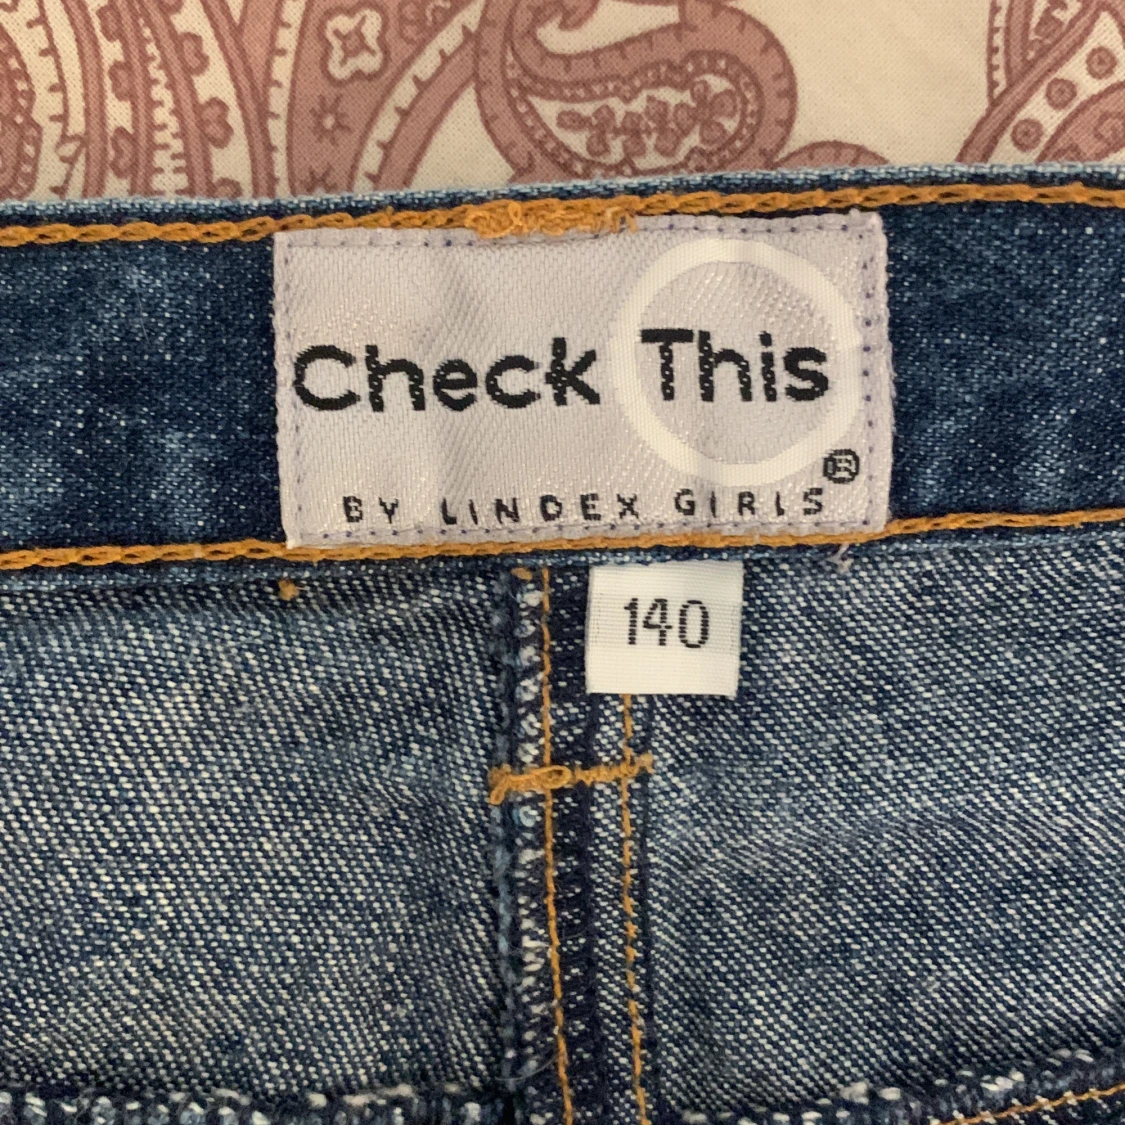 Check This
®
BY LINDEX GIRLS
140